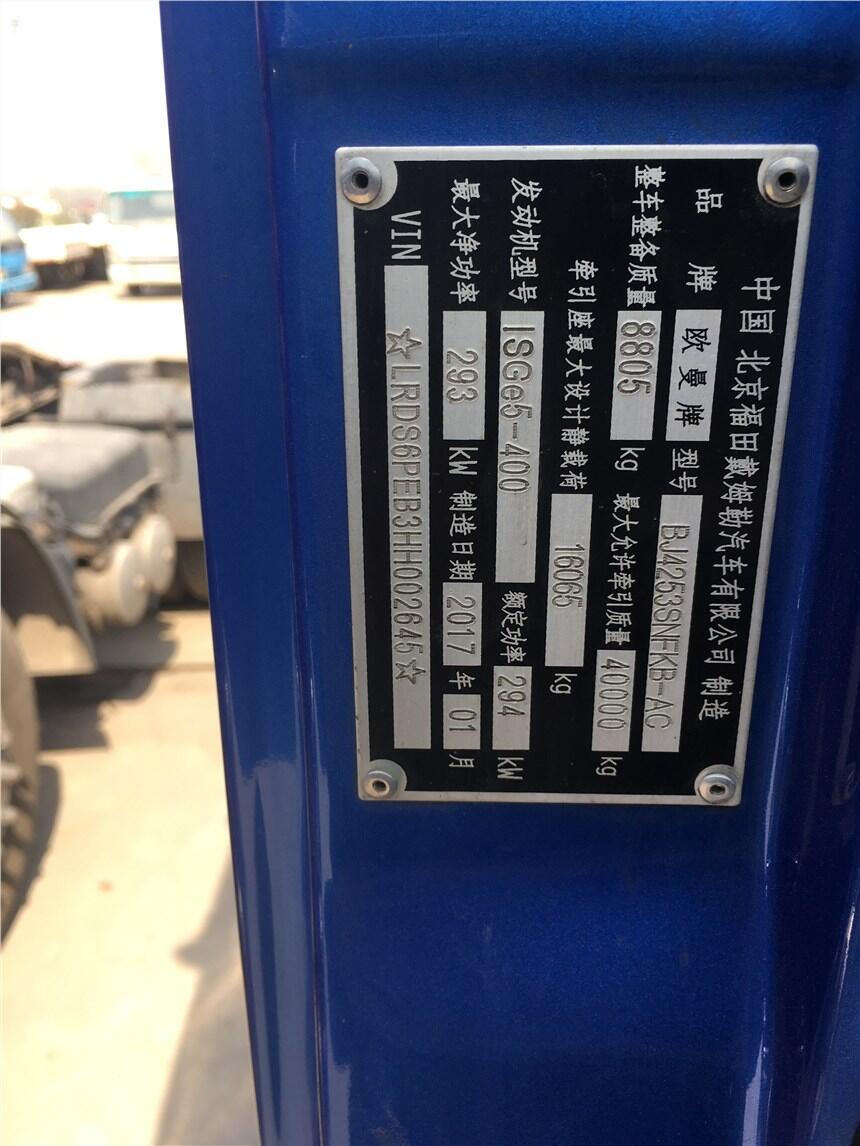 中国 北京福田戴姆勒汽车有限公司 制造
品 牌 欧曼牌 型号 BJ4253SNFKB-AC
整车整备质量 8805 kg 最大允许牵引质量 40000 kg
牵引座最大设计静载荷 16065 kg
发动机型号 ISGe5-400 额定功率 294 kW
最大净功率 293 kW 制造日期 2017 年 01 月
VIN ☆LRDS6PEB3HH002645☆